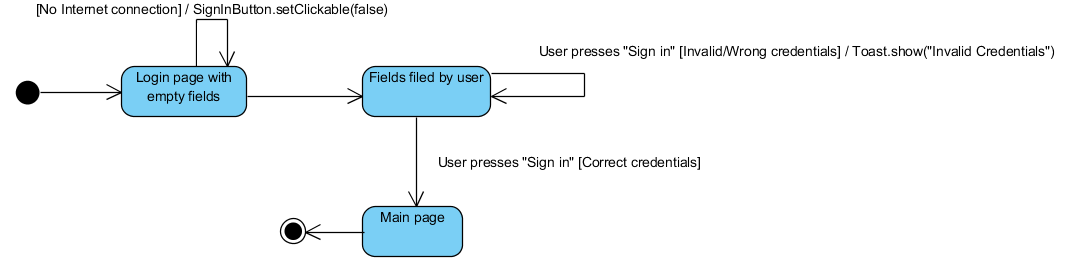 [No Internet connection] / SignInButton.setClickable(false)
User presses "Sign in" [Invalid/Wrong credentials] / Toast.show("Invalid Credentials")
Login page with
empty fields
Fields filed by user
User presses "Sign in" [Correct credentials]
Main page